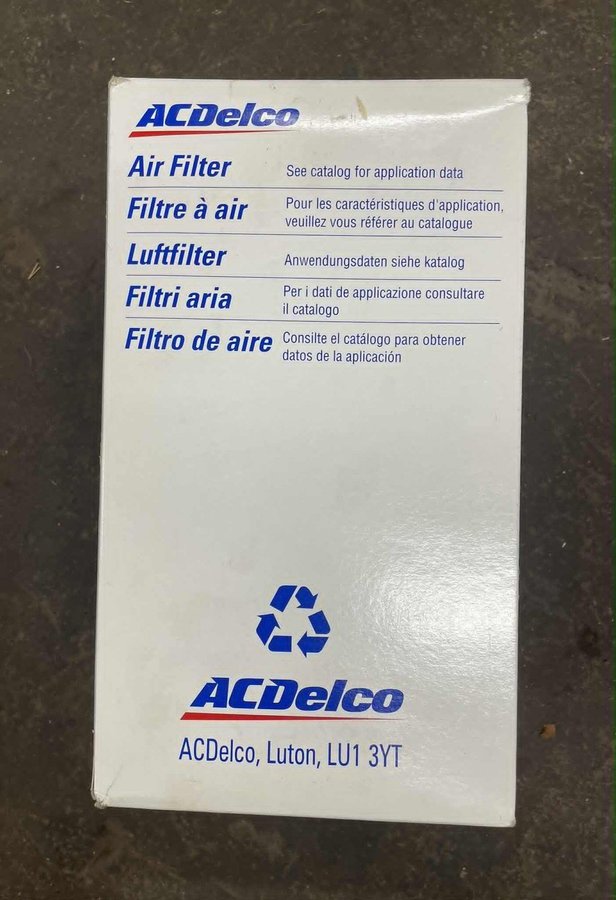 ACDelco
Air Filter See catalog for application data
Filtre à air Pour les caractéristiques d'application,
veuillez vous référer au catalogue
Luftfilter Anwendungsdaten siehe katalog
Filtri aria Per i dati di applicazione consultare
il catalogo
Filtro de aire Consilte el catálogo para obtener
datos de la aplicación
ACDelco
ACDelco, Luton, LU1 3YT